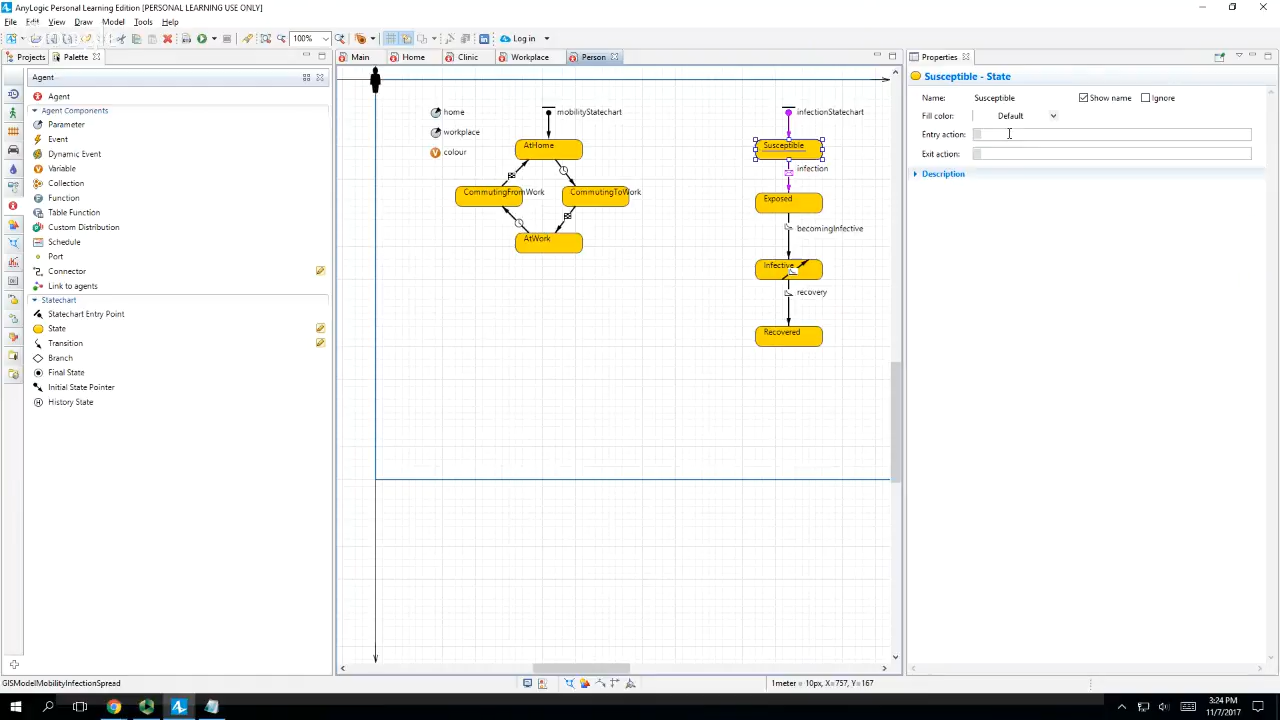 AnyLogic Personal Learning Edition [PERSONAL LEARNING USE ONLY]
File Edit View Draw Model Tools Help
100% Log in
Projects Palette
Main Home Clinic Workplace Person
Properties
Agent
Agent
Agent Components
Parameter
Event
Dynamic Event
Variable
Collection
Function
Table Function
Custom Distribution
Schedule
Port
Connector
Link to agents
Statechart
Statechart Entry Point
State
Transition
Branch
Final State
Initial State Pointer
History State
home
workplace
colour
mobilityStatechart
AtHome
CommutingFromWork
CommutingToWork
AtWork
infectionStatechart
Susceptible
infection
Exposed
becomingInfective
Infective
recovery
Recovered
Susceptible - State
Name: Susceptible Show name Ignore
Fill color: Default
Entry action:
Exit action:
Description
GISModelMobilityInfectionSpread
1meter = 10px, X=757, Y=167
3:24 PM
11/7/2017